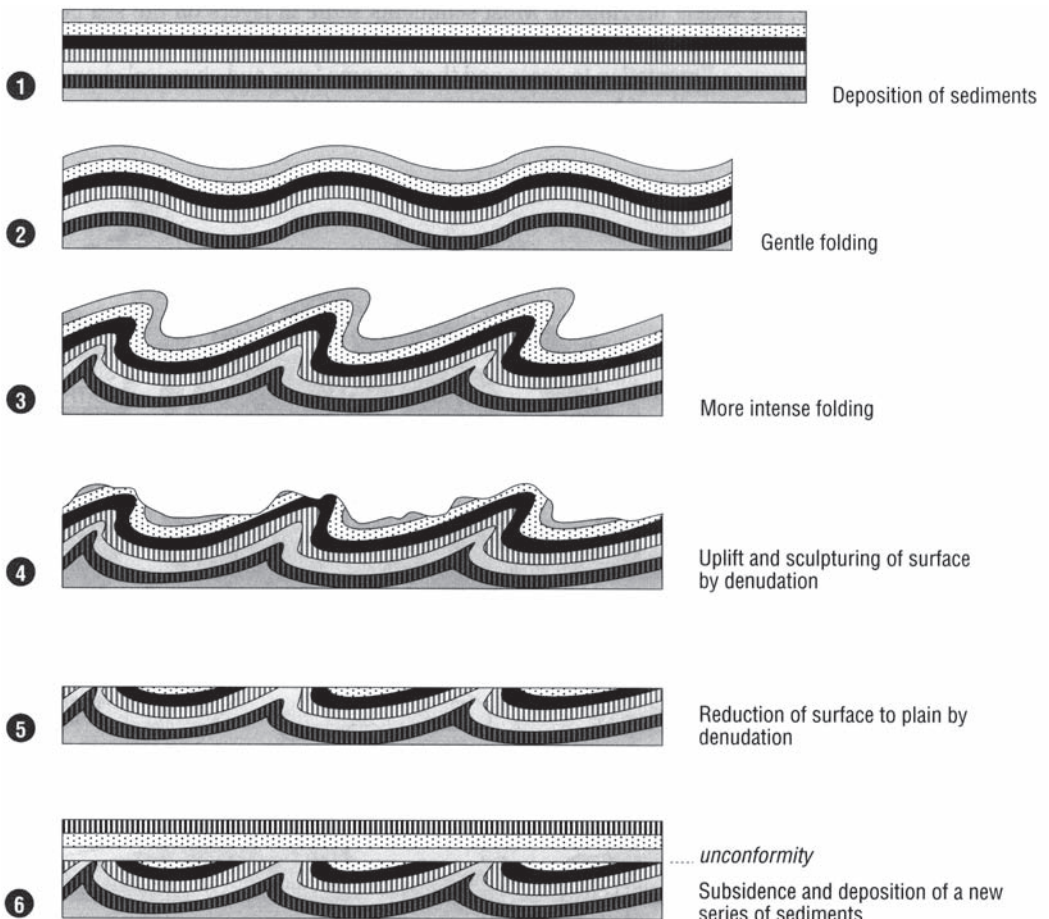 1
Deposition of sediments
2
Gentle folding
3
More intense folding
4
Uplift and sculpturing of surface
by denudation
5
Reduction of surface to plain by
denudation
unconformity
6
Subsidence and deposition of a new
series of sediments